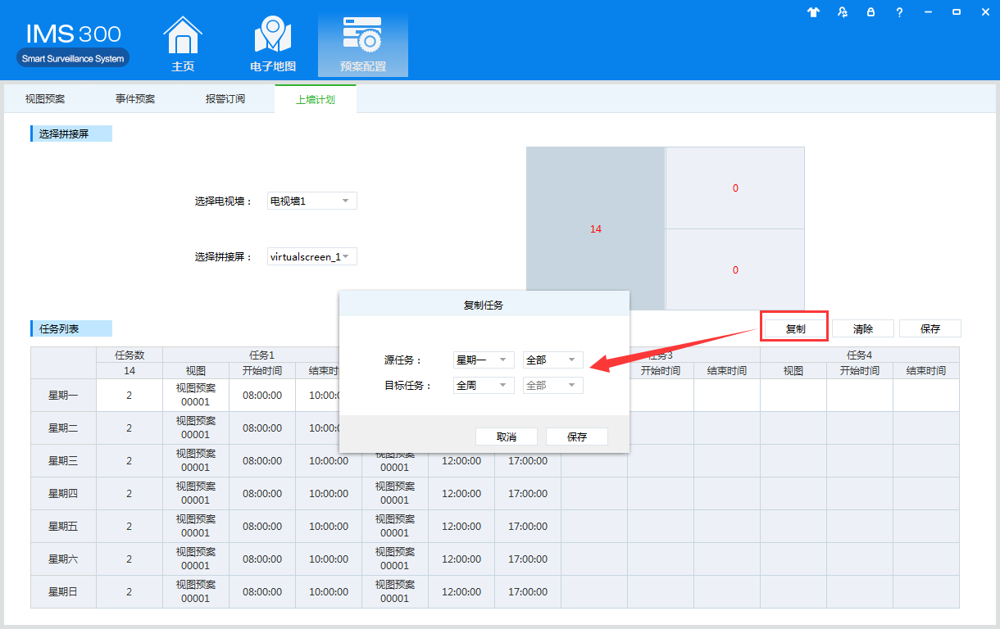 IMS 300
Smart Surveillance System
主页
电子地图
预案配置
视图预案
事件预案
报警订阅
上墙计划
选择拼接屏
选择电视墙：
电视墙1
选择拼接屏：
virtualscreen_1
14
0
0
任务列表
复制
清除
保存
复制任务
源任务：
星期一
全部
目标任务：
全周
全部
取消
保存
任务数 任务1 任务3 任务4
14 视图 开始时间 结束时 开始时间 结束时间 视图 开始时间 结束时间
星期一 2 视图预案 08:00:00 10:00:0
00001
星期二 2 视图预案 08:00:00 10:00:0
00001
星期三 2 视图预案 08:00:00 10:00:00 视图预案 12:00:00 17:00:00
00001 00001
星期四 2 视图预案 08:00:00 10:00:00 视图预案 12:00:00 17:00:00
00001 00001
星期五 2 视图预案 08:00:00 10:00:00 视图预案 12:00:00 17:00:00
00001 00001
星期六 2 视图预案 08:00:00 10:00:00 视图预案 12:00:00 17:00:00
00001 00001
星期日 2 视图预案 08:00:00 10:00:00 视图预案 12:00:00 17:00:00
00001 00001